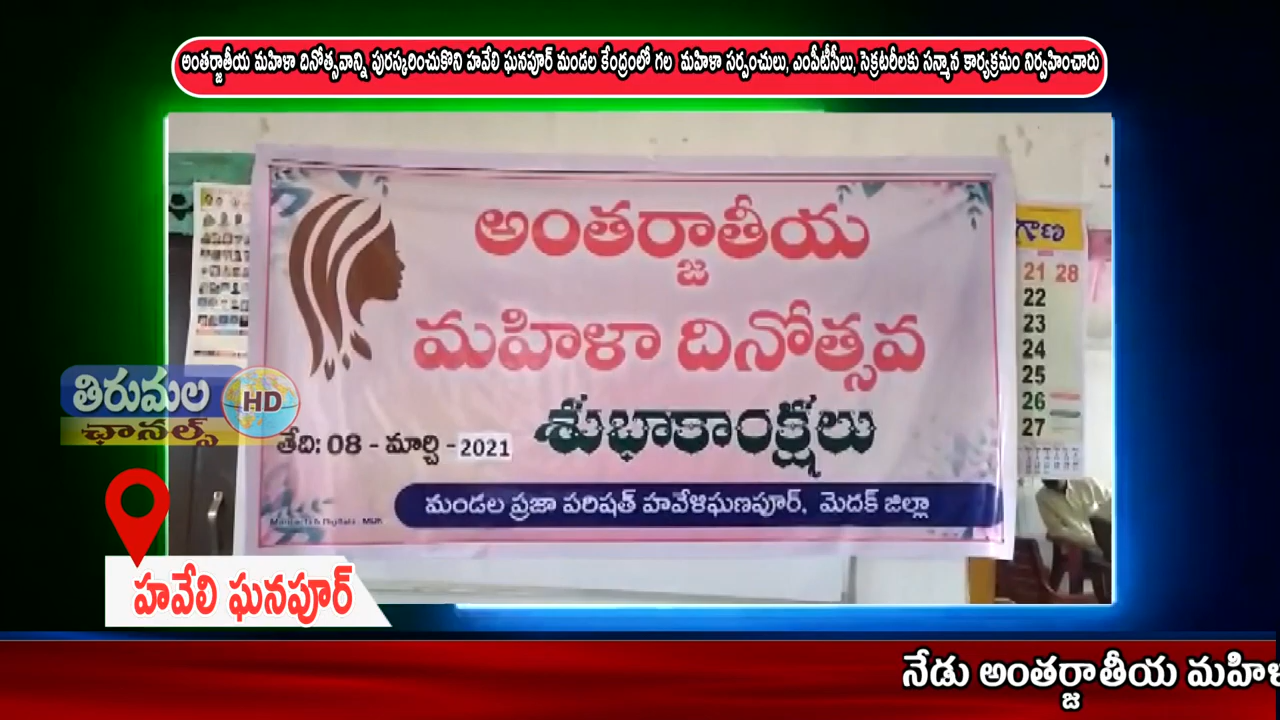 అంతర్జాతీయ మహిళా దినోత్సవాన్ని పురస్కరించుకొని హవేలి ఘనపూర్ మండల కేంద్రంలో గల మహిళా సర్పంచులు, ఎంపీటీసీలు, సెక్రటరీలకు సన్మాన కార్యక్రమం నిర్వహించారు
అంతర్జాతీయ
మహిళా దినోత్సవ
శుభాకాంక్షలు
తేది: 08 - మార్చి - 2021
మండల ప్రజా పరిషత్ హవేళిఘణపూర్, మెదక్ జిల్లా
గాణ
21 28
22
23
24
25
26
27
తిరుమల
HD
ఛానల్స్
హవేలి ఘనపూర్
నేడు అంతర్జాతీయ